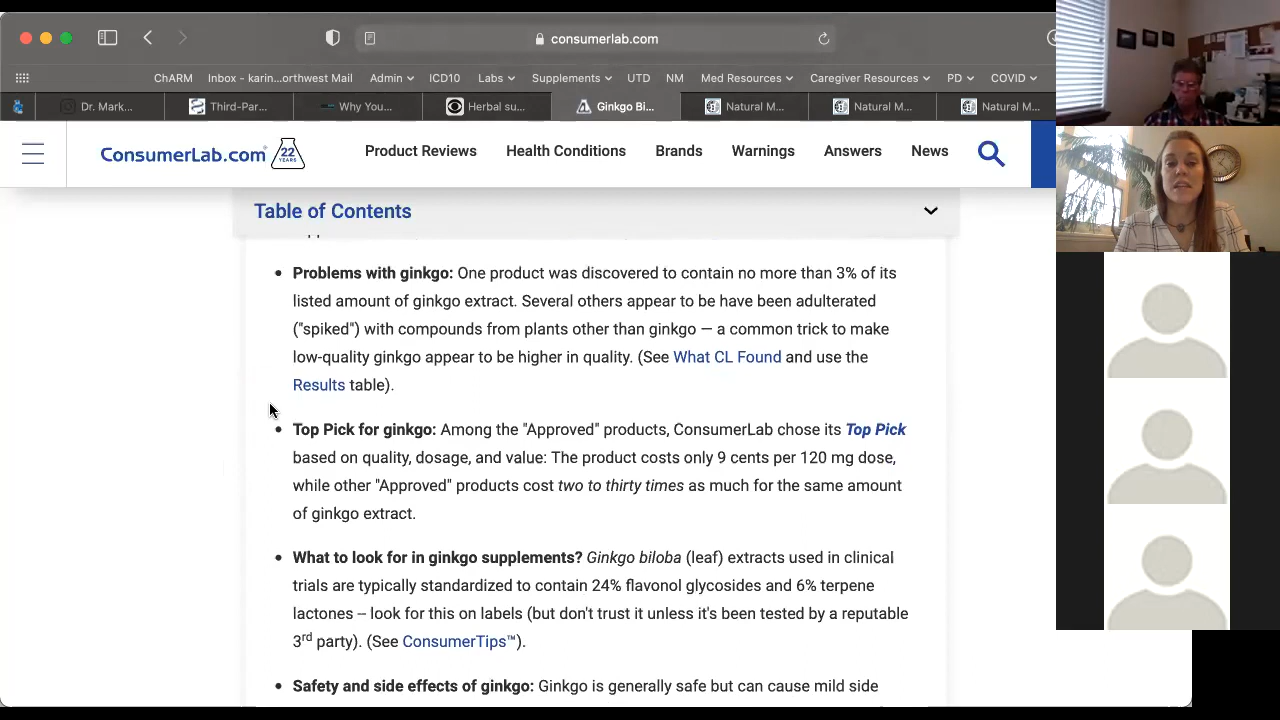 consumerlab.com
ChARM Inbox - karin...orthwest Mail Admin ICD10 Labs Supplements UTD NM Med Resources Caregiver Resources PD COVID
Dr. Mark... Third-Par... Why You... Herbal su... Ginkgo Bi... Natural M... Natural M... Natural M...
ConsumerLab.com 22 YEARS Product Reviews Health Conditions Brands Warnings Answers News
Table of Contents
Problems with ginkgo: One product was discovered to contain no more than 3% of its
listed amount of ginkgo extract. Several others appear to be have been adulterated
("spiked") with compounds from plants other than ginkgo — a common trick to make
low-quality ginkgo appear to be higher in quality. (See What CL Found and use the
Results table).
Top Pick for ginkgo: Among the "Approved" products, ConsumerLab chose its Top Pick
based on quality, dosage, and value: The product costs only 9 cents per 120 mg dose,
while other "Approved" products cost two to thirty times as much for the same amount
of ginkgo extract.
What to look for in ginkgo supplements? Ginkgo biloba (leaf) extracts used in clinical
trials are typically standardized to contain 24% flavonol glycosides and 6% terpene
lactones -- look for this on labels (but don't trust it unless it's been tested by a reputable
3rd party). (See ConsumerTips™).
Safety and side effects of ginkgo: Ginkgo is generally safe but can cause mild side